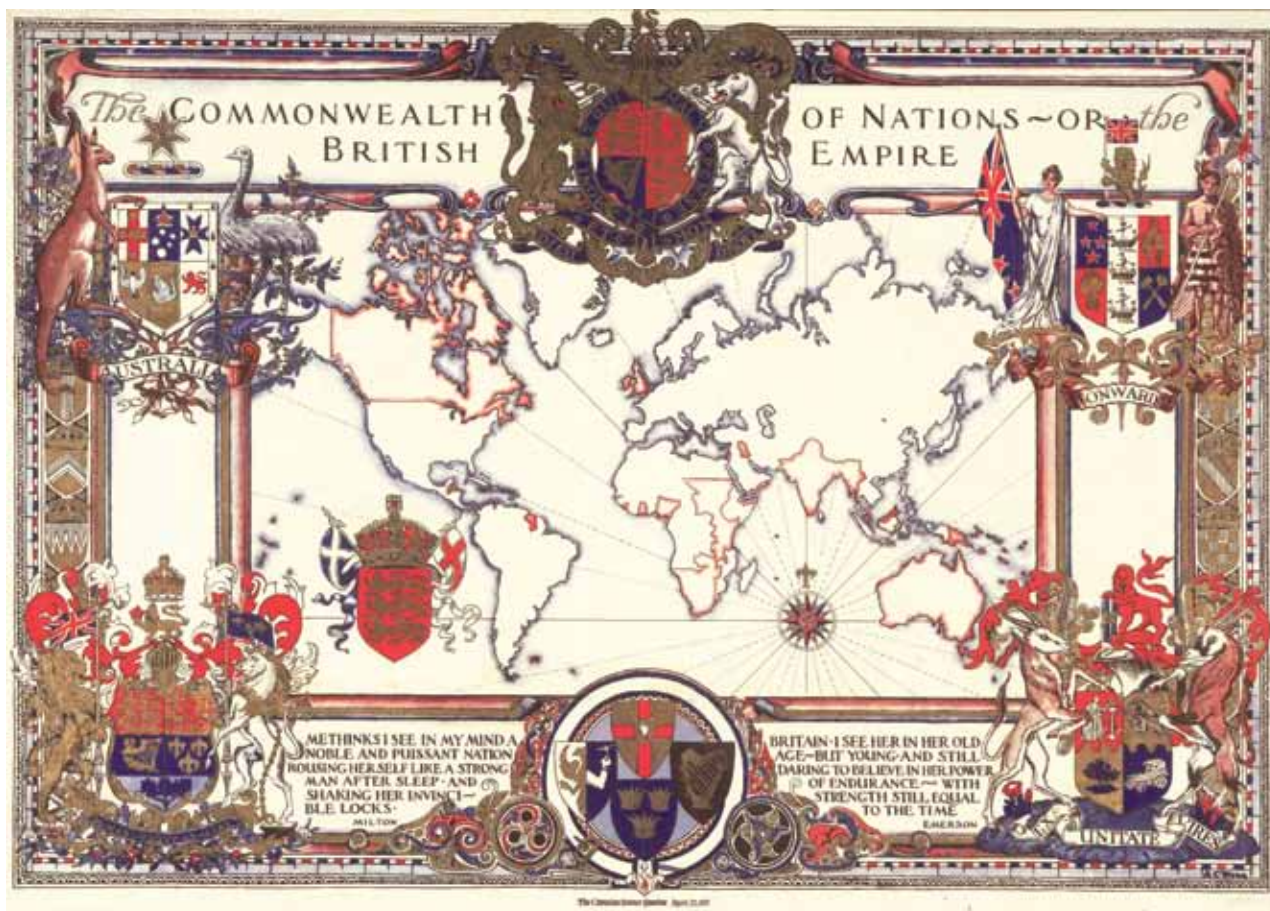 The COMMONWEALTH OF NATIONS~OR the
BRITISH EMPIRE
AUSTRALIA
ONWARD
METHINKS I SEE IN MY MIND A
NOBLE AND PUISSANT NATION
ROUSING HERSELF LIKE A STRONG
MAN AFTER SLEEP · AND
SHAKING HER INVINCI~
BLE LOCKS·
MILTON
BRITAIN·I SEE HER IN HER OLD
AGE~BUT YOUNG·AND STILL
DARING TO BELIEVE IN HER POWER
OF ENDURANCE~WITH
STRENGTH STILL EQUAL
TO THE TIME
EMERSON
EX UNITATE VIRES